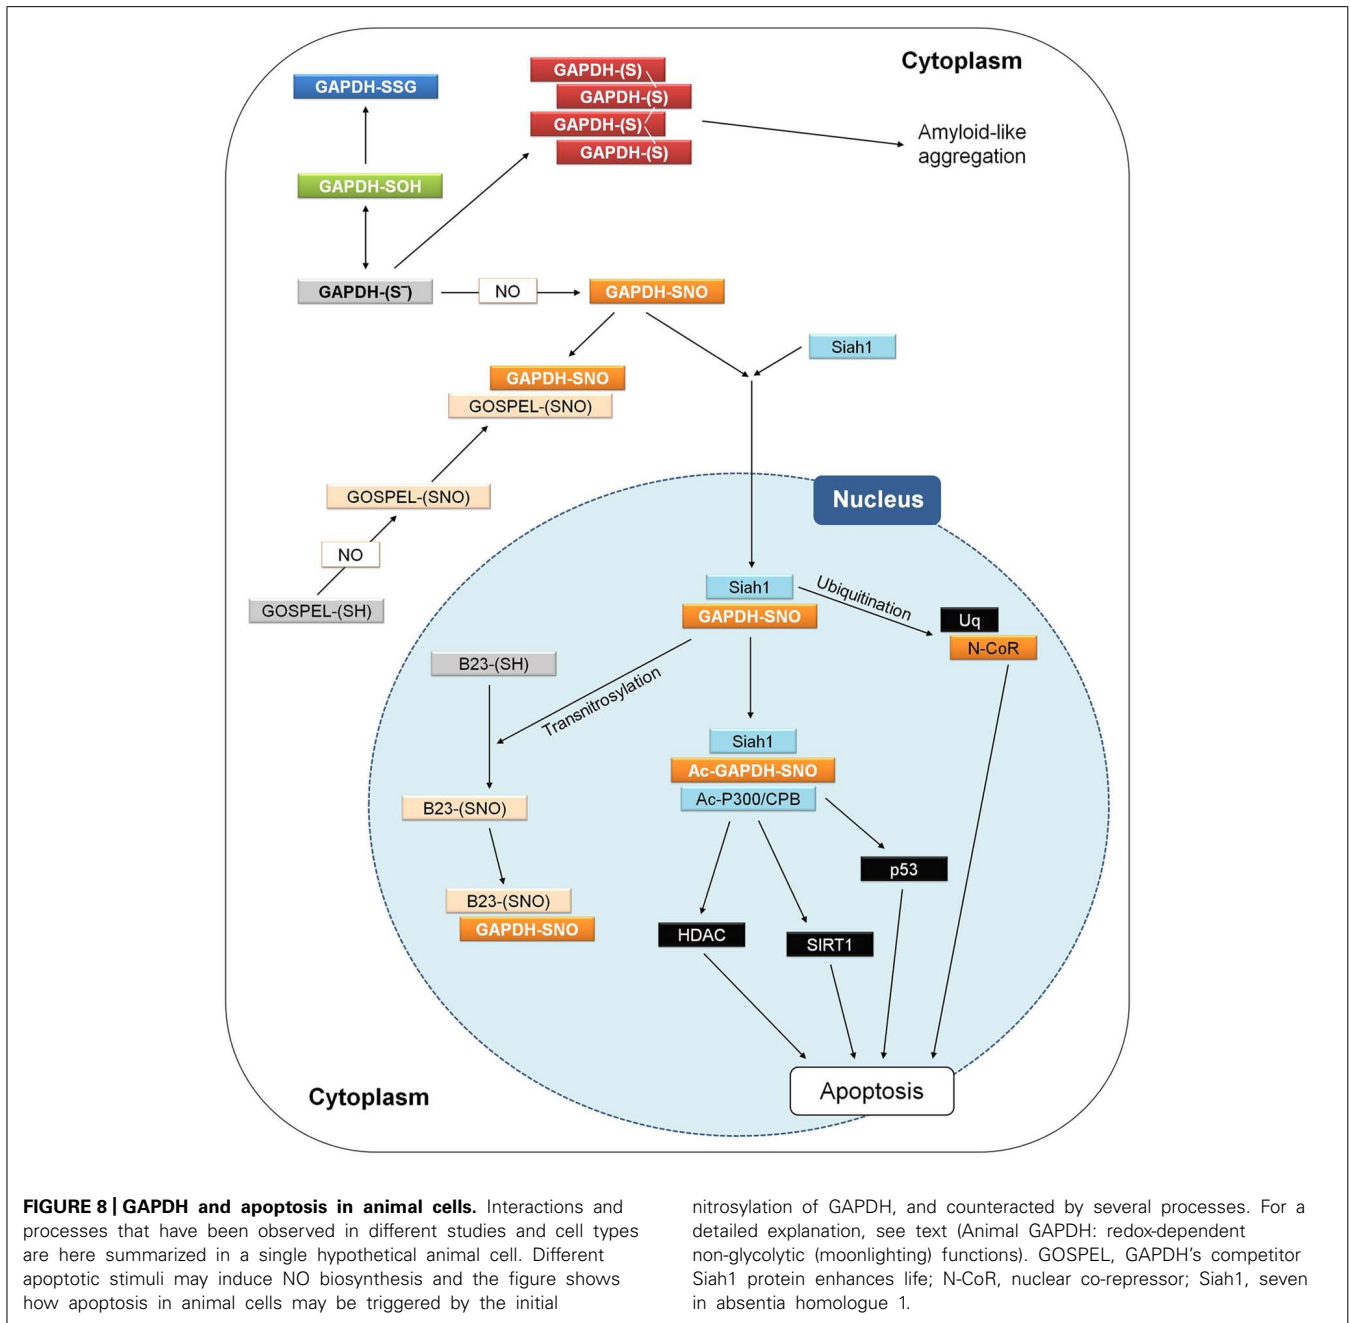 Cytoplasm
GAPDH-SSG
GAPDH-(S)
GAPDH-(S)
GAPDH-(S)
GAPDH-(S)
Amyloid-like
aggregation
GAPDH-SOH
GAPDH-(S⁻)
NO
GAPDH-SNO
Siah1
GAPDH-SNO
GOSPEL-(SNO)
GOSPEL-(SNO)
NO
GOSPEL-(SH)
Nucleus
Siah1
GAPDH-SNO
Ubiquitination
Uq
N-CoR
B23-(SH)
Transnitrosylation
Siah1
Ac-GAPDH-SNO
Ac-P300/CPB
B23-(SNO)
p53
B23-(SNO)
GAPDH-SNO
HDAC
SIRT1
Apoptosis
Cytoplasm
FIGURE 8 | GAPDH and apoptosis in animal cells. Interactions and
processes that have been observed in different studies and cell types
are here summarized in a single hypothetical animal cell. Different
apoptotic stimuli may induce NO biosynthesis and the figure shows
how apoptosis in animal cells may be triggered by the initial
nitrosylation of GAPDH, and counteracted by several processes. For a
detailed explanation, see text (Animal GAPDH: redox-dependent
non-glycolytic (moonlighting) functions). GOSPEL, GAPDH's competitor
Siah1 protein enhances life; N-CoR, nuclear co-repressor; Siah1, seven
in absentia homologue 1.